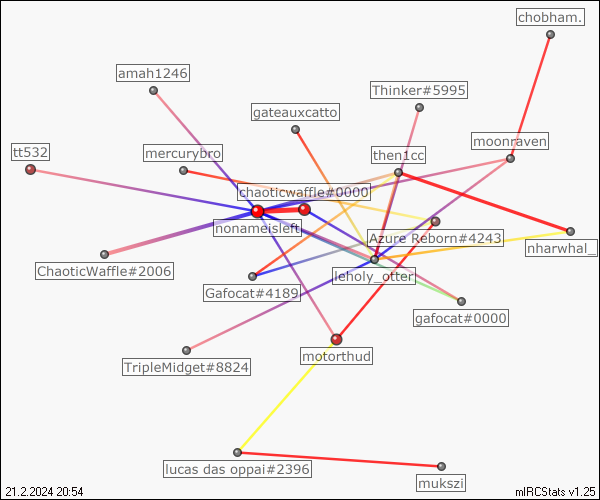 chobham.
amah1246
Thinker#5995
gateauxcatto
moonraven
tt532
mercurybro
then1cc
chaoticwaffle#0000
nonameisleft
Azure Reborn#4243
nharwhal_
ChaoticWaffle#2006
leholy_otter
Gafocat#4189
gafocat#0000
motorthud
TripleMidget#8824
lucas das oppai#2396
mukszi
21.2.2024 20:54
mIRCStats v1.25